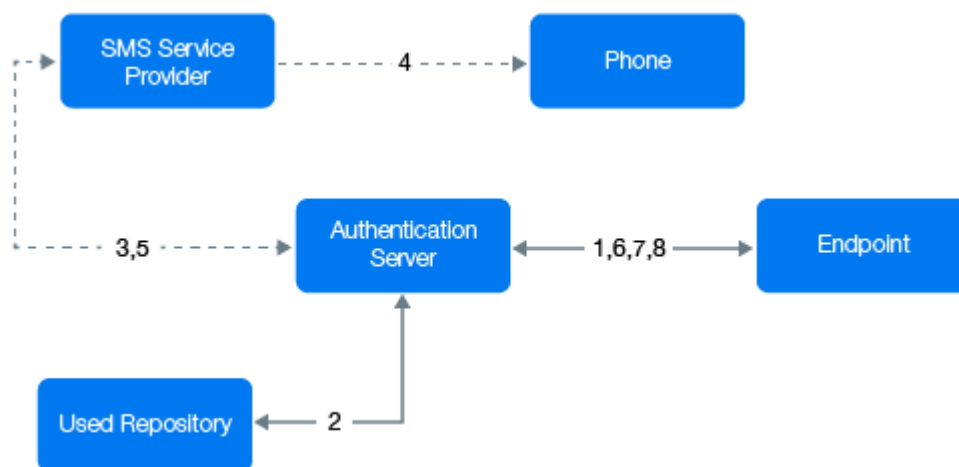 SMS Service
Provider
4
Phone
3,5
Authentication
Server
1,6,7,8
Endpoint
Used Repository
2